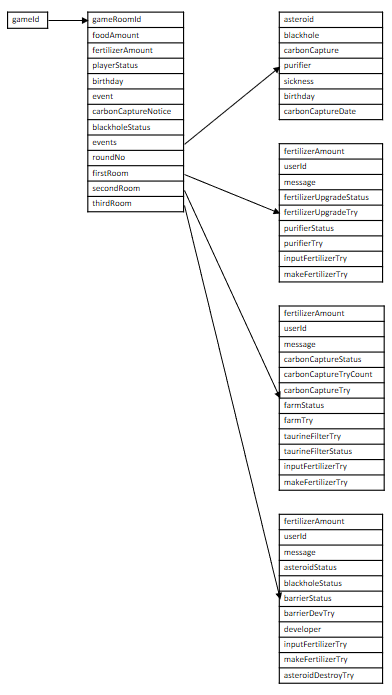 gameId
gameRoomId
foodAmount
fertilizerAmount
playerStatus
birthday
event
carbonCaptureNotice
blackholeStatus
events
roundNo
firstRoom
secondRoom
thirdRoom
asteroid
blackhole
carbonCapture
purifier
sickness
birthday
carbonCaptureDate
fertilizerAmount
userId
message
fertilizerUpgradeStatus
fertilizerUpgradeTry
purifierStatus
purifierTry
inputFertilizerTry
makeFertilizerTry
fertilizerAmount
userId
message
carbonCaptureStatus
carbonCaptureTryCount
carbonCaptureTry
farmStatus
farmTry
taurineFilterTry
taurineFilterStatus
inputFertilizerTry
makeFertilizerTry
fertilizerAmount
userId
message
asteroidStatus
blackholeStatus
barrierStatus
barrierDevTry
developer
inputFertilizerTry
makeFertilizerTry
asteroidDestroyTry